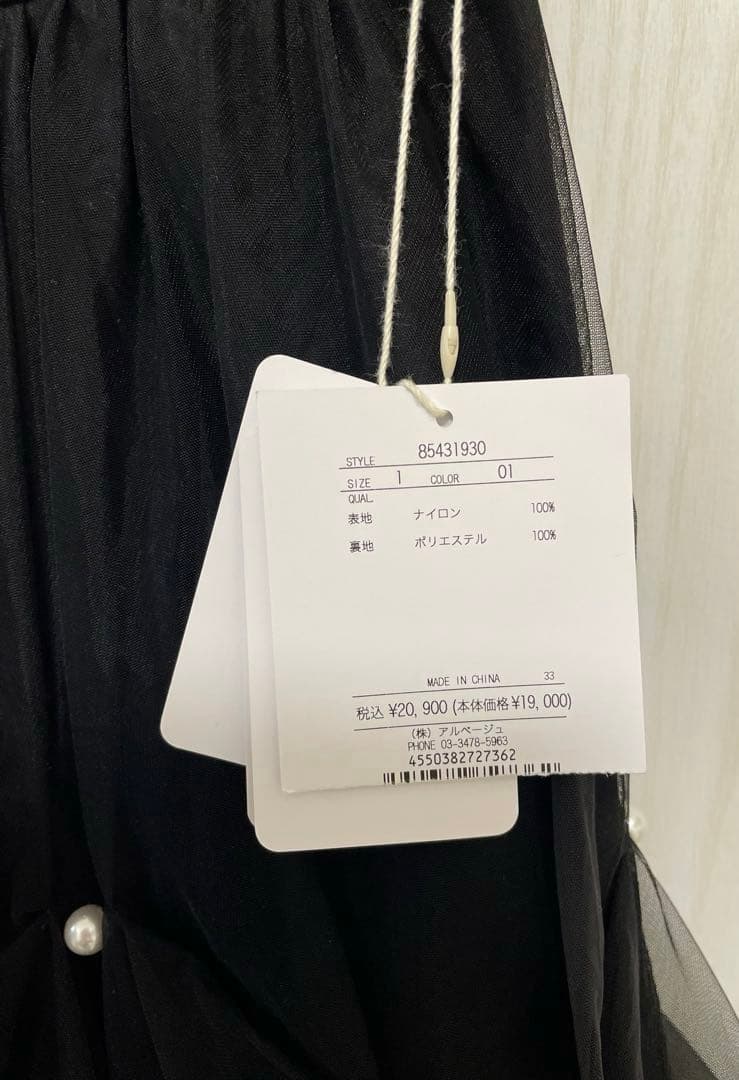 STYLE 85431930
SIZE 1 COLOR 01
QUAL
表地 ナイロン 100%
裏地 ポリエステル 100%
MADE IN CHINA 33
税込 ¥20,900 (本体価格¥19,000)
(株) アルページュ
PHONE 03-3478-5963
4550382727362